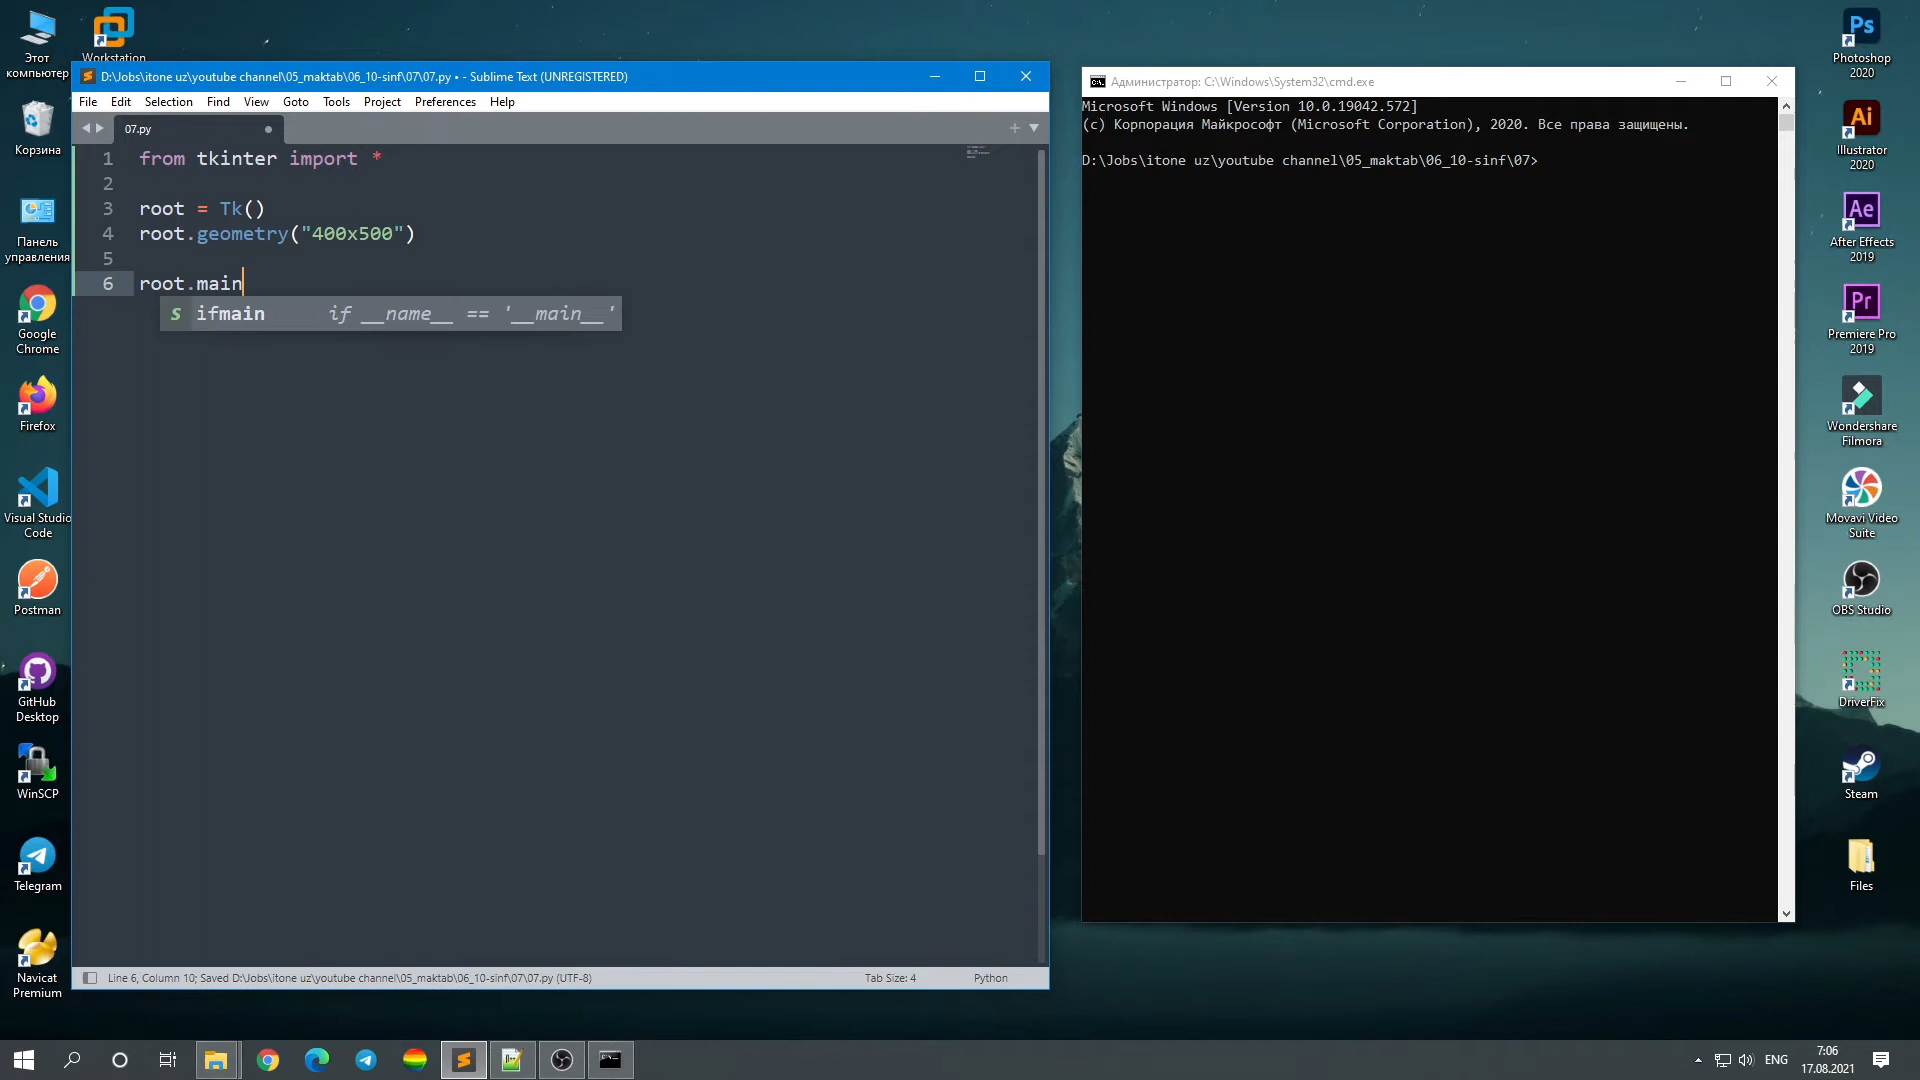 Этот
компьютер
Workstation
Корзина
Панель
управления
Google
Chrome
Firefox
Visual Studio
Code
Postman
GitHub
Desktop
WinSCP
Telegram
Navicat
Premium
D:\Jobs\itone uz\youtube channel\05_maktab\06_10-sinf\07\07.py • - Sublime Text (UNREGISTERED)
File Edit Selection Find View Goto Tools Project Preferences Help
07.py
1 from tkinter import *
2
3 root = Tk()
4 root.geometry("400x500")
5
6 root.main
s ifmain if __name__ == '__main__'
Line 6, Column 10; Saved D:\Jobs\itone uz\youtube channel\05_maktab\06_10-sinf\07\07.py (UTF-8) Tab Size: 4 Python
Администратор: C:\Windows\System32\cmd.exe
Microsoft Windows [Version 10.0.19042.572]
(c) Корпорация Майкрософт (Microsoft Corporation), 2020. Все права защищены.
D:\Jobs\itone uz\youtube channel\05_maktab\06_10-sinf\07>
Ps
Photoshop
2020
Ai
Illustrator
2020
Ae
After Effects
2019
Pr
Premiere Pro
2019
Wondershare
Filmora
Movavi Video
Suite
OBS Studio
DriverFix
Steam
Files
ENG
7:06
17.08.2021